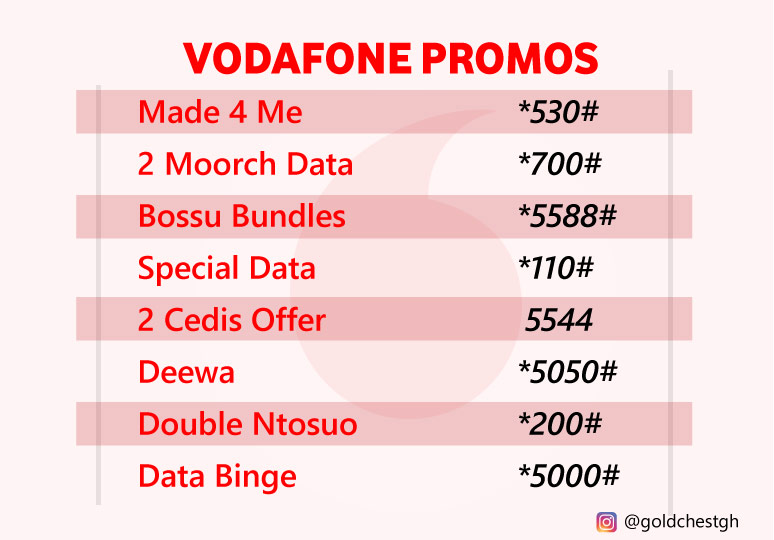 VODAFONE PROMOS
Made 4 Me *530#
2 Moorch Data *700#
Bossu Bundles *5588#
Special Data *110#
2 Cedis Offer 5544
Deewa *5050#
Double Ntosuo *200#
Data Binge *5000#
@goldchestgh